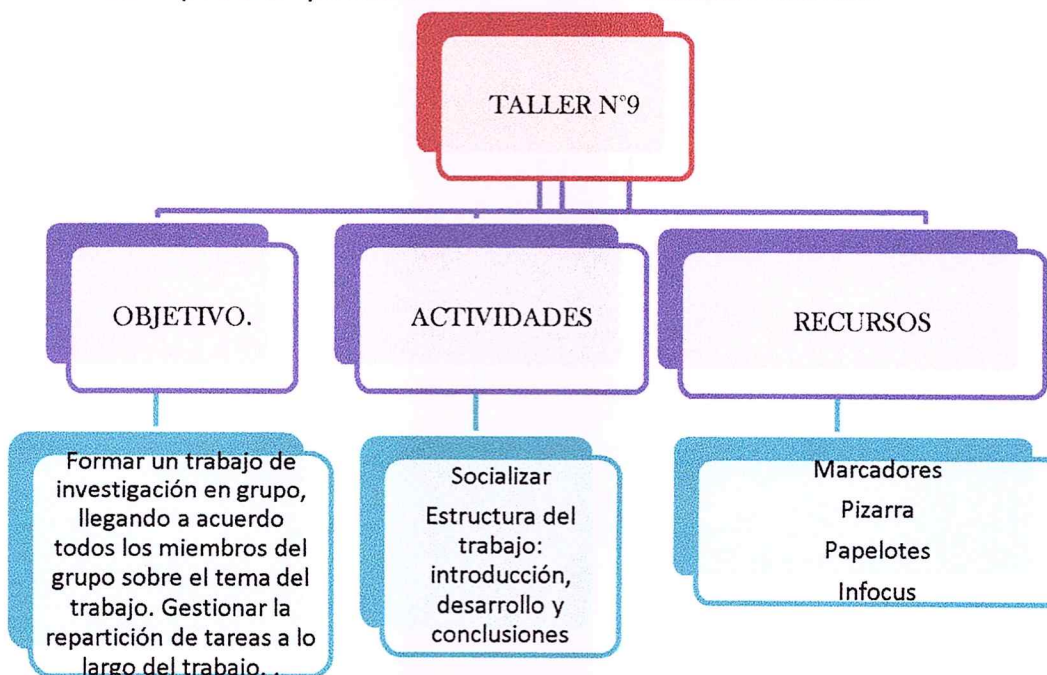 TALLER N°9
OBJETIVO.
ACTIVIDADES
RECURSOS
Formar un trabajo de
investigación en grupo,
llegando a acuerdo
todos los miembros del
grupo sobre el tema del
trabajo. Gestionar la
repartición de tareas a lo
largo del trabajo. .
Socializar
Estructura del
trabajo:
introducción,
desarrollo y
conclusiones
Marcadores
Pizarra
Papelotes
Infocus